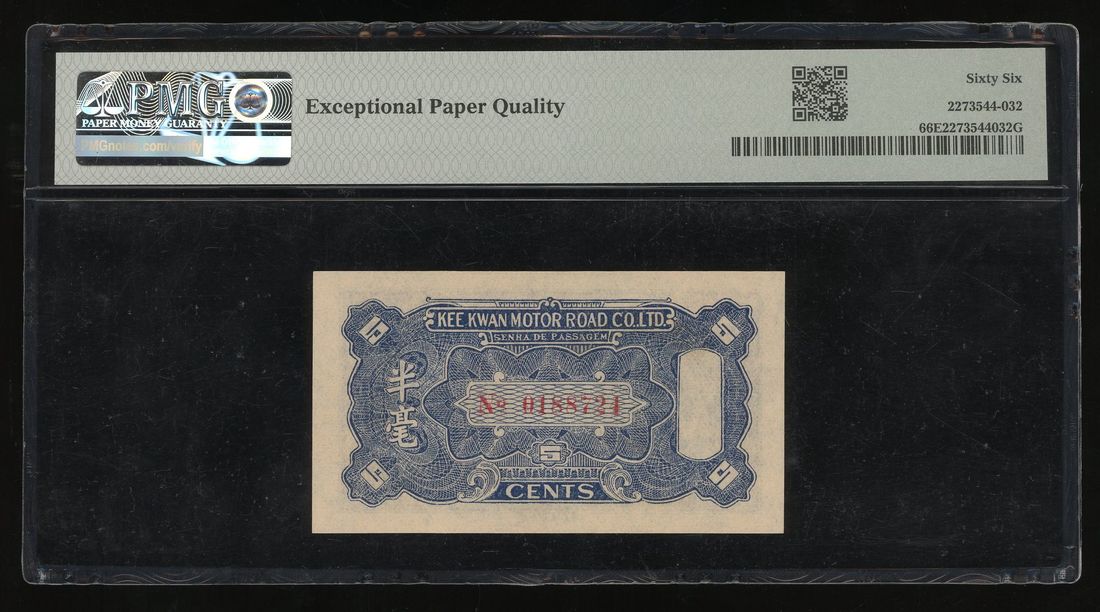 PMG
PAPER MONEY GUARANTY
PMGnotes.com/verify
Exceptional Paper Quality
Sixty Six
2273544-032
66E2273544032G
KEE KWAN MOTOR ROAD CO.LTD.
SENHA DE PASSAGEM
5
5
半毫
Nº 0188721
5
5
5
CENTS